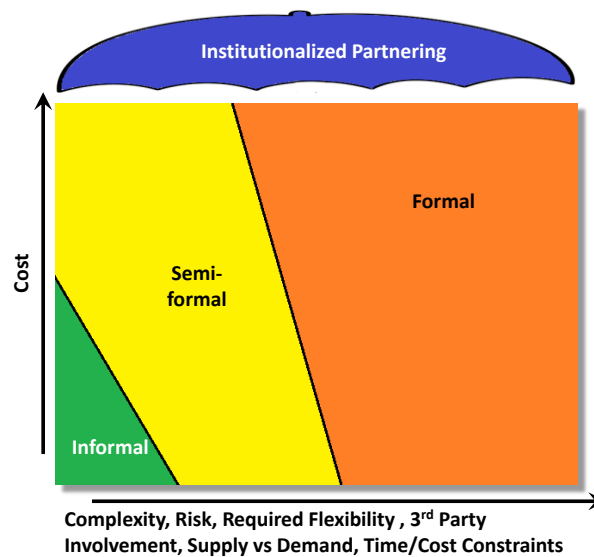 Institutionalized Partnering
Formal
Semi-
formal
Cost
Informal
Complexity, Risk, Required Flexibility , 3rd Party
Involvement, Supply vs Demand, Time/Cost Constraints